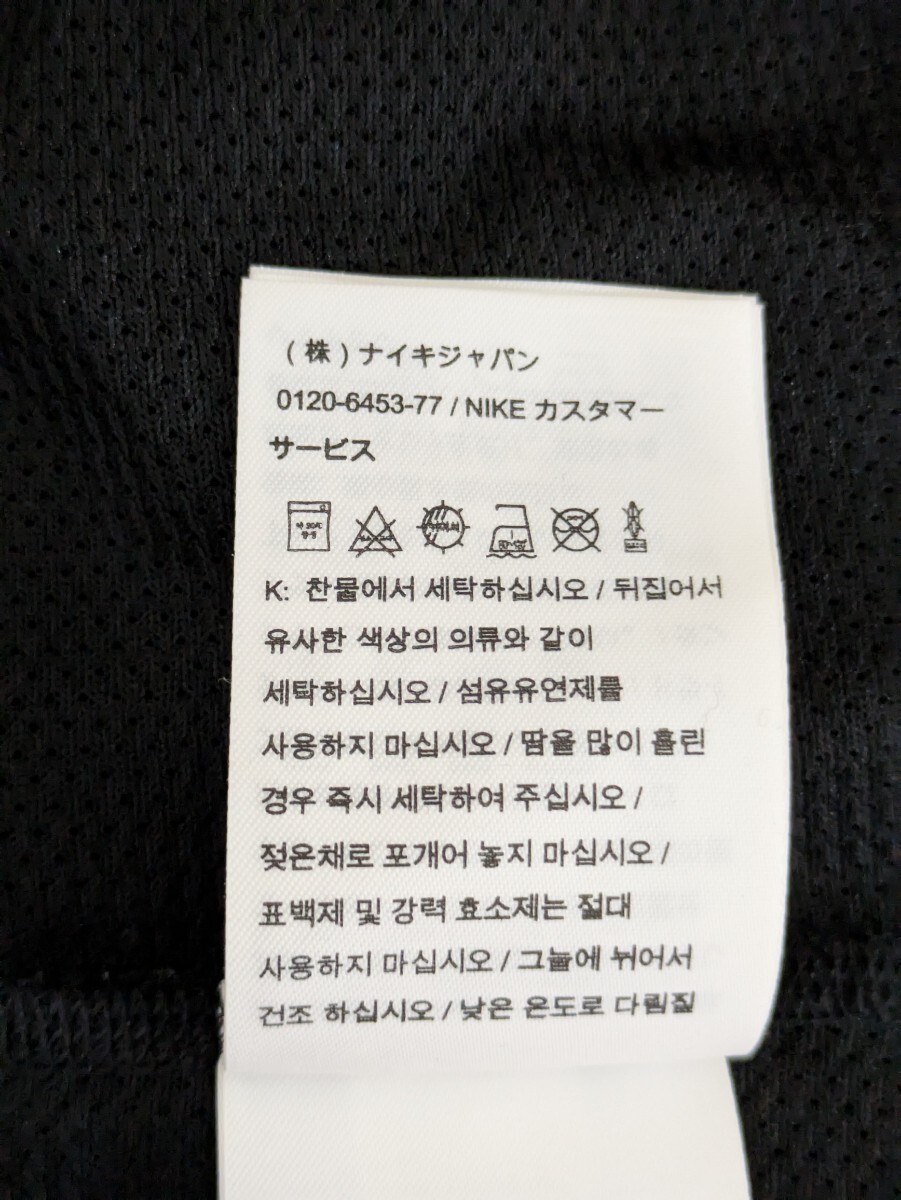 (株)ナイキジャパン
0120-6453-77 / NIKE カスタマー
サービス
K: 찬물에서 세탁하십시오 / 뒤집어서
유사한 색상의 의류와 같이
세탁하십시오 / 섬유유연제를
사용하지 마십시오 / 땀을 많이 흘린
경우 즉시 세탁하여 주십시오 /
젖은채로 포개어 놓지 마십시오 /
표백제 및 강력 효소제는 절대
사용하지 마십시오 / 그늘에 뉘어서
건조 하십시오 / 낮은 온도로 다림질